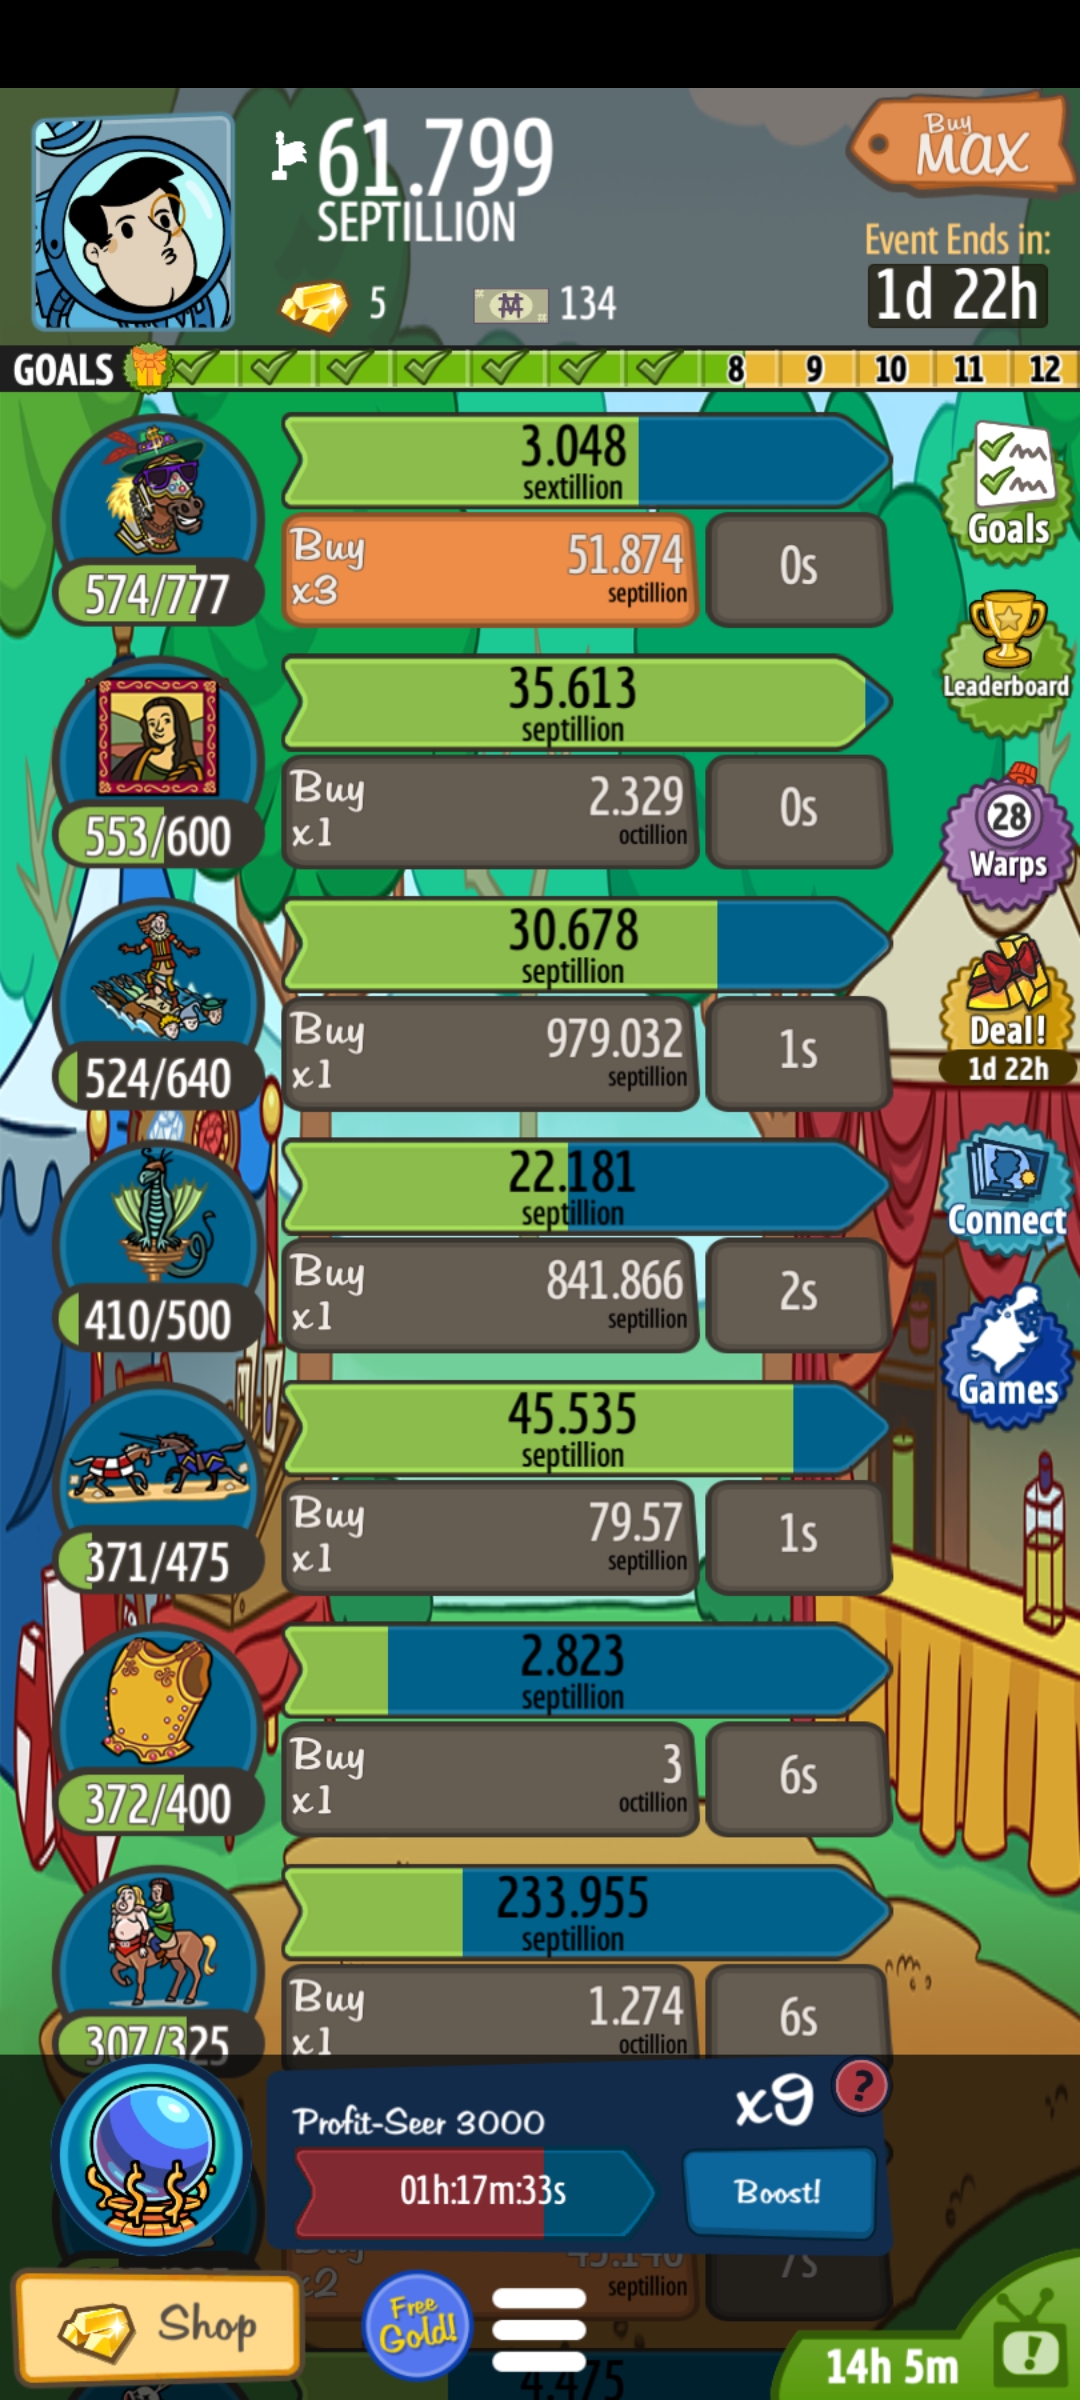 61.799
SEPTILLION
5
134
Buy
MAX
Event Ends in:
1d 22h
GOALS
8 9 10 11 12
3.048
sextillion
574/777
Buy
x3
51.874
septillion
0s
Goals
35.613
septillion
553/600
Buy
x1
2.329
octillion
0s
Leaderboard
28
Warps
30.678
septillion
524/640
Buy
x1
979.032
septillion
1s
Deal!
1d 22h
22.181
septillion
410/500
Buy
x1
841.866
septillion
2s
Connect
Games
45.535
septillion
371/475
Buy
x1
79.57
septillion
1s
2.823
septillion
372/400
Buy
x1
3
octillion
6s
233.955
septillion
307/325
Buy
x1
1.274
octillion
6s
Profit-Seer 3000
x9
?
01h:17m:33s
Boost!
Buy
x2
septillion
7s
Shop
Free
Gold!
14h 5m
4.475